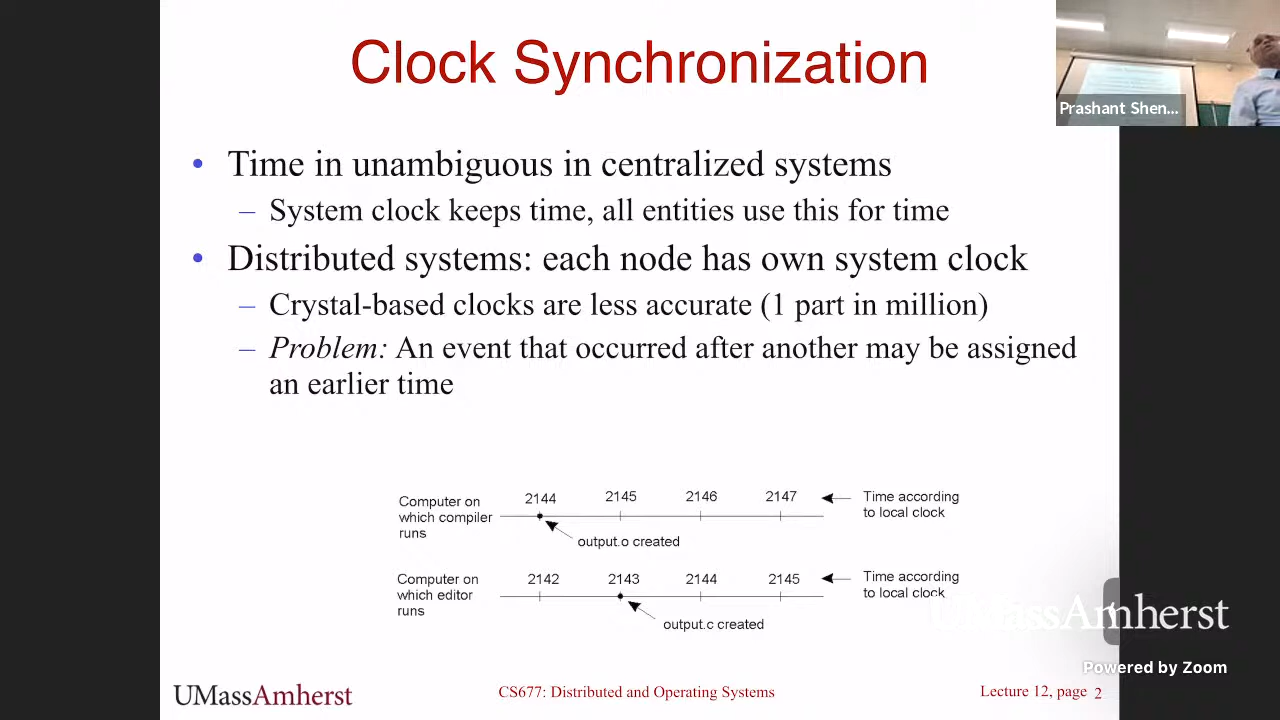 Clock Synchronization
Prashant Shen...
• Time in unambiguous in centralized systems
– System clock keeps time, all entities use this for time
• Distributed systems: each node has own system clock
– Crystal-based clocks are less accurate (1 part in million)
– Problem: An event that occurred after another may be assigned
an earlier time
Computer on
which compiler
runs
2144 2145 2146 2147
Time according
to local clock
output.o created
Computer on
which editor
runs
2142 2143 2144 2145
Time according
to local clock
output.c created
UMassAmherst
Powered by Zoom
UMassAmherst
CS677: Distributed and Operating Systems
Lecture 12, page 2